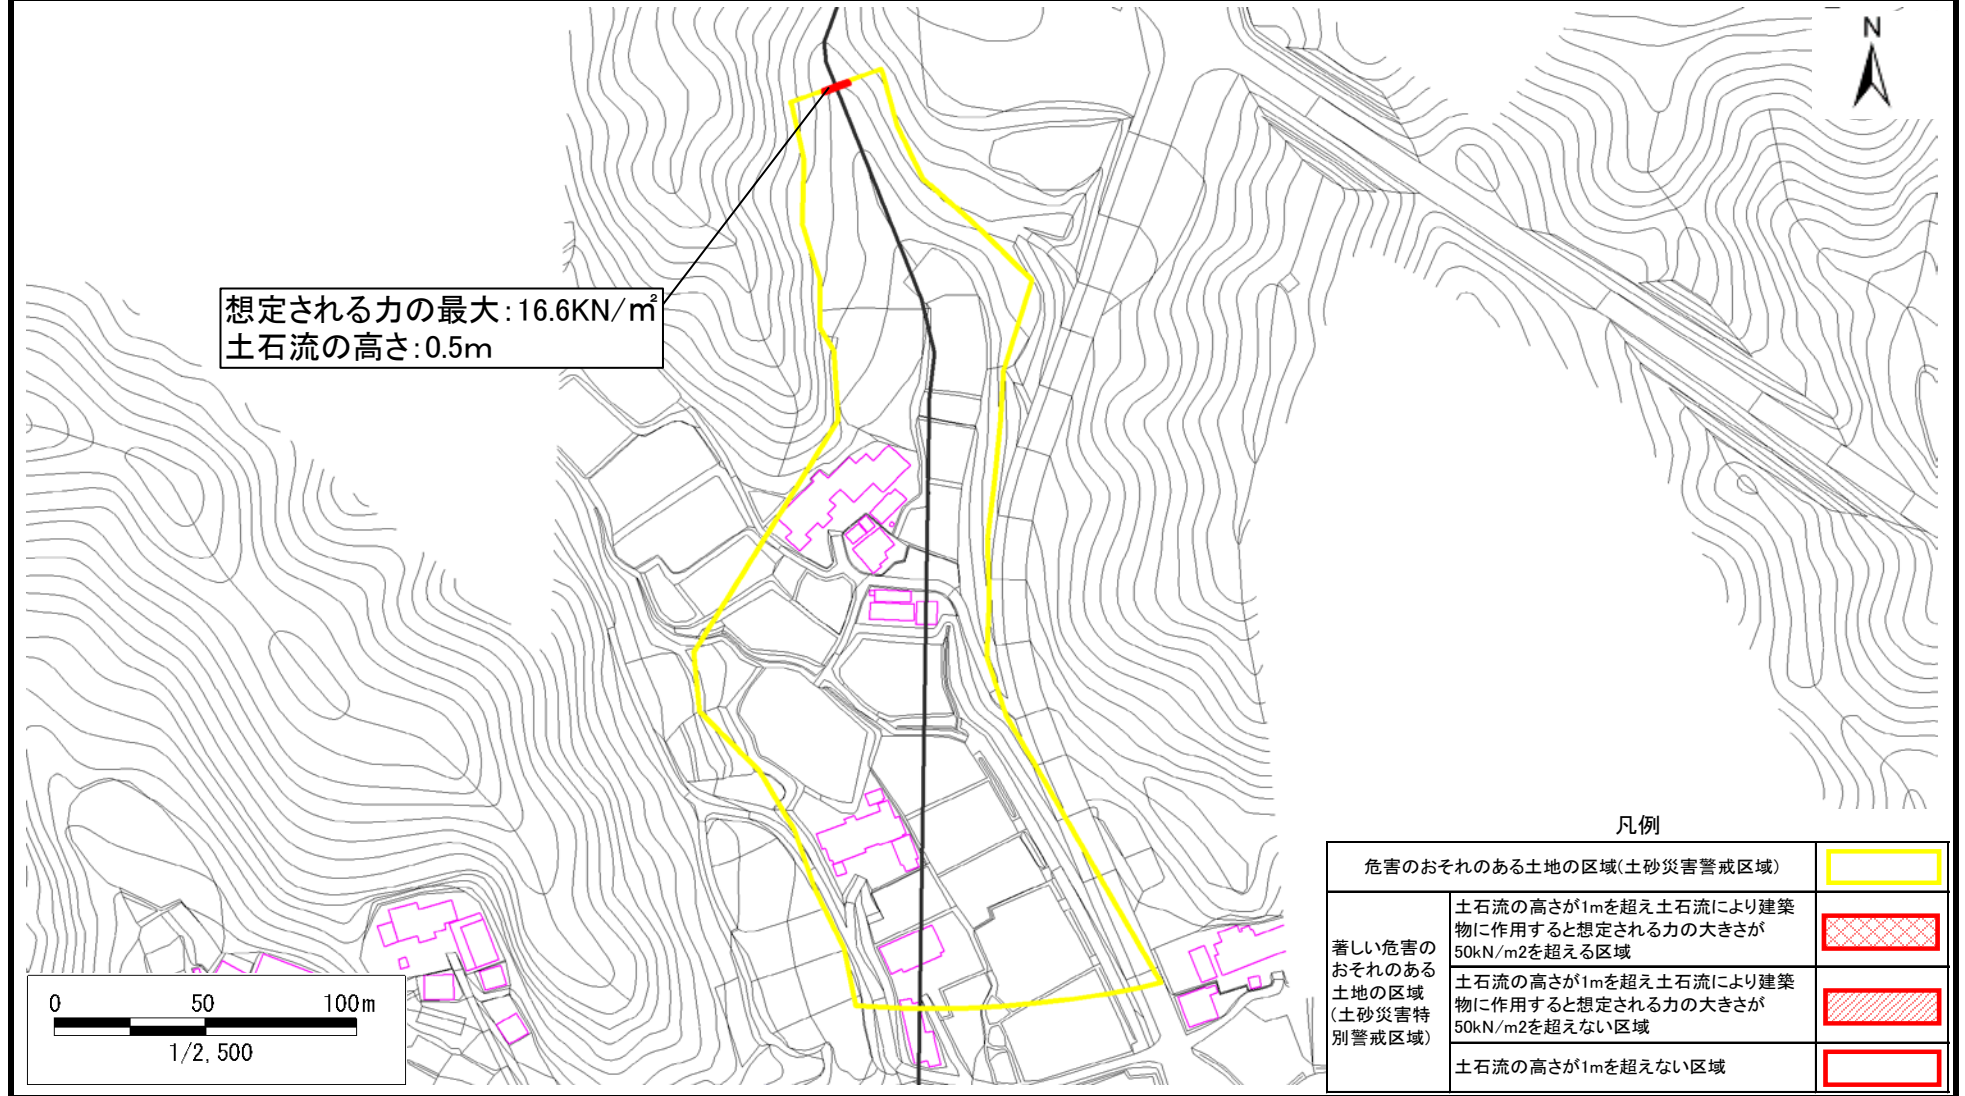 N
想定される力の最大:16.6KN/㎡
土石流の高さ:0.5m
凡例
危害のおそれのある土地の区域(土砂災害警戒区域)
著しい危害の
おそれのある
土地の区域
(土砂災害特
別警戒区域)
土石流の高さが1mを超え土石流により建築
物に作用すると想定される力の大きさが
50kN/m2を超える区域
土石流の高さが1mを超え土石流により建築
物に作用すると想定される力の大きさが
50kN/m2を超えない区域
土石流の高さが1mを超えない区域
0 50 100m
1/2,500